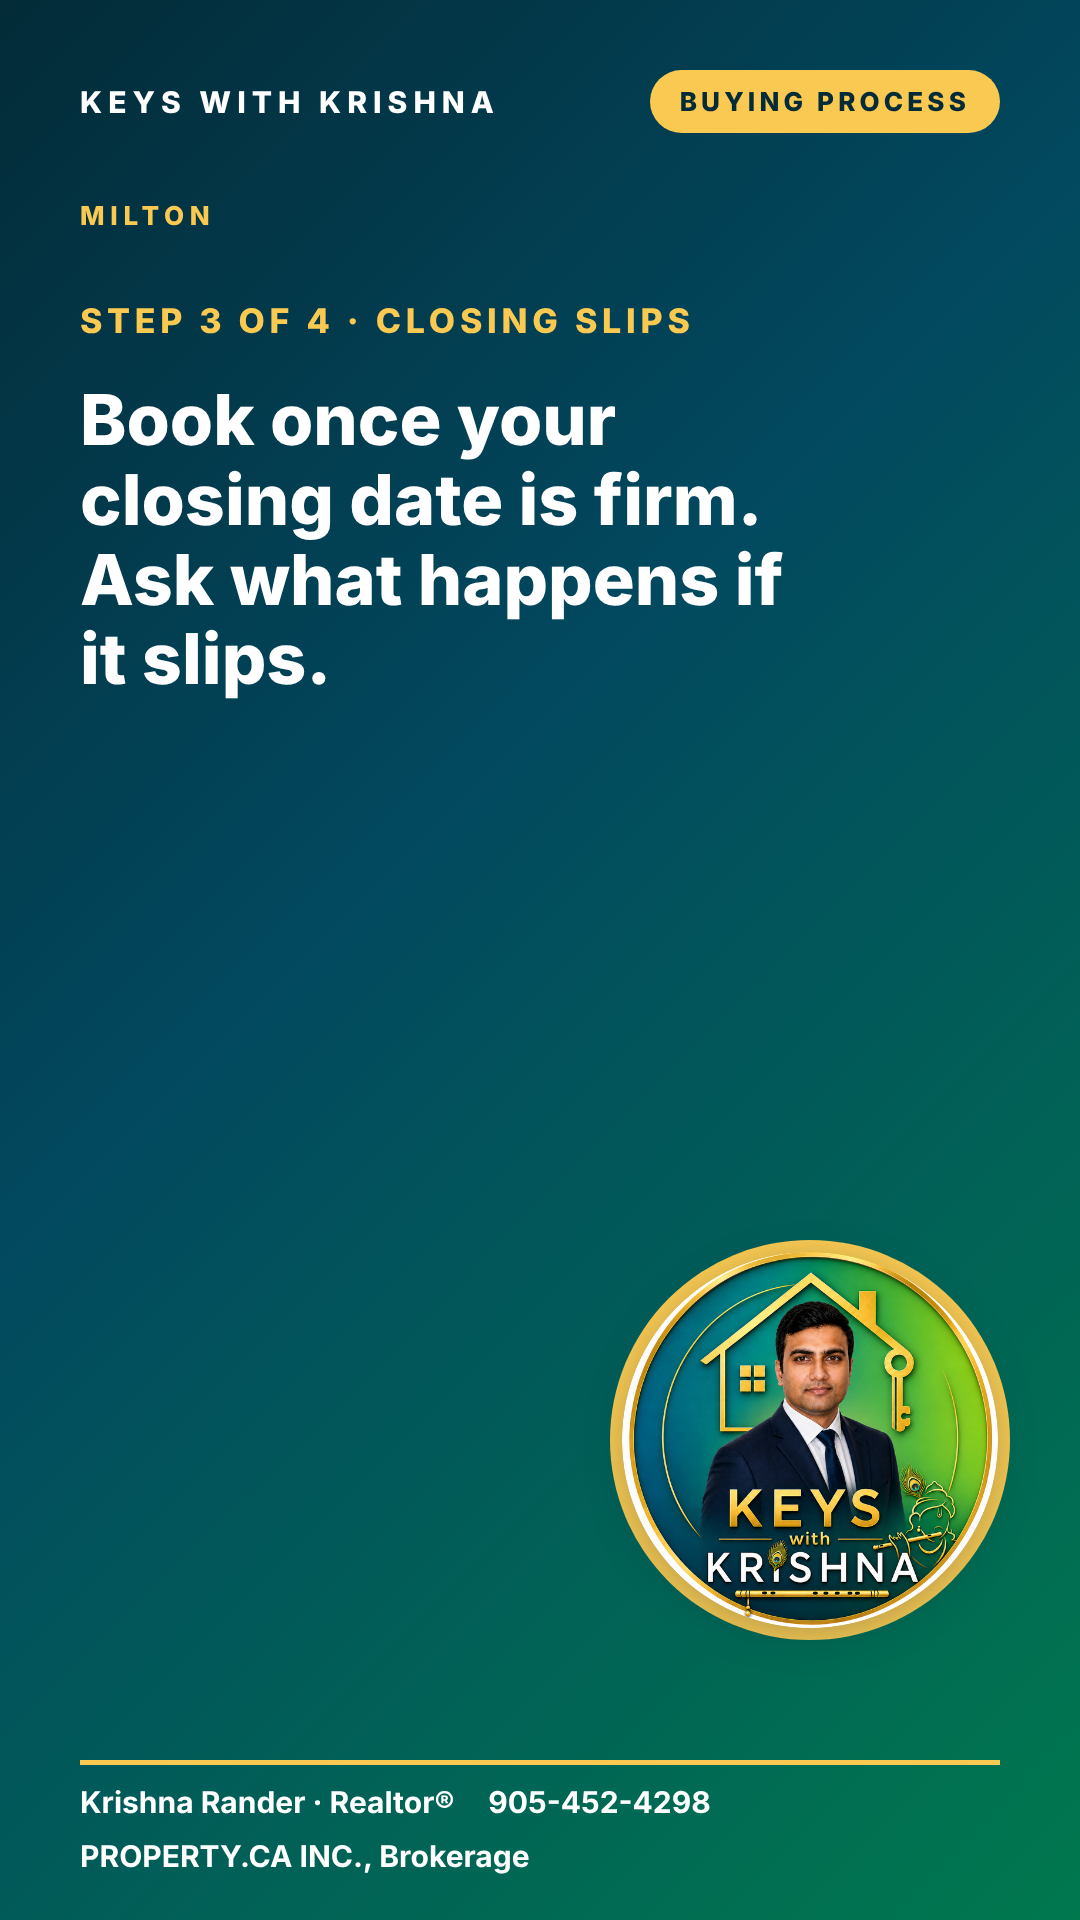 KEYS WITH KRISHNA
BUYING PROCESS
MILTON
STEP 3 OF 4 · CLOSING SLIPS
Book once your
closing date is firm.
Ask what happens if
it slips.
KEYS
with
KRISHNA
Krishna Rander · Realtor® 905-452-4298
PROPERTY.CA INC., Brokerage